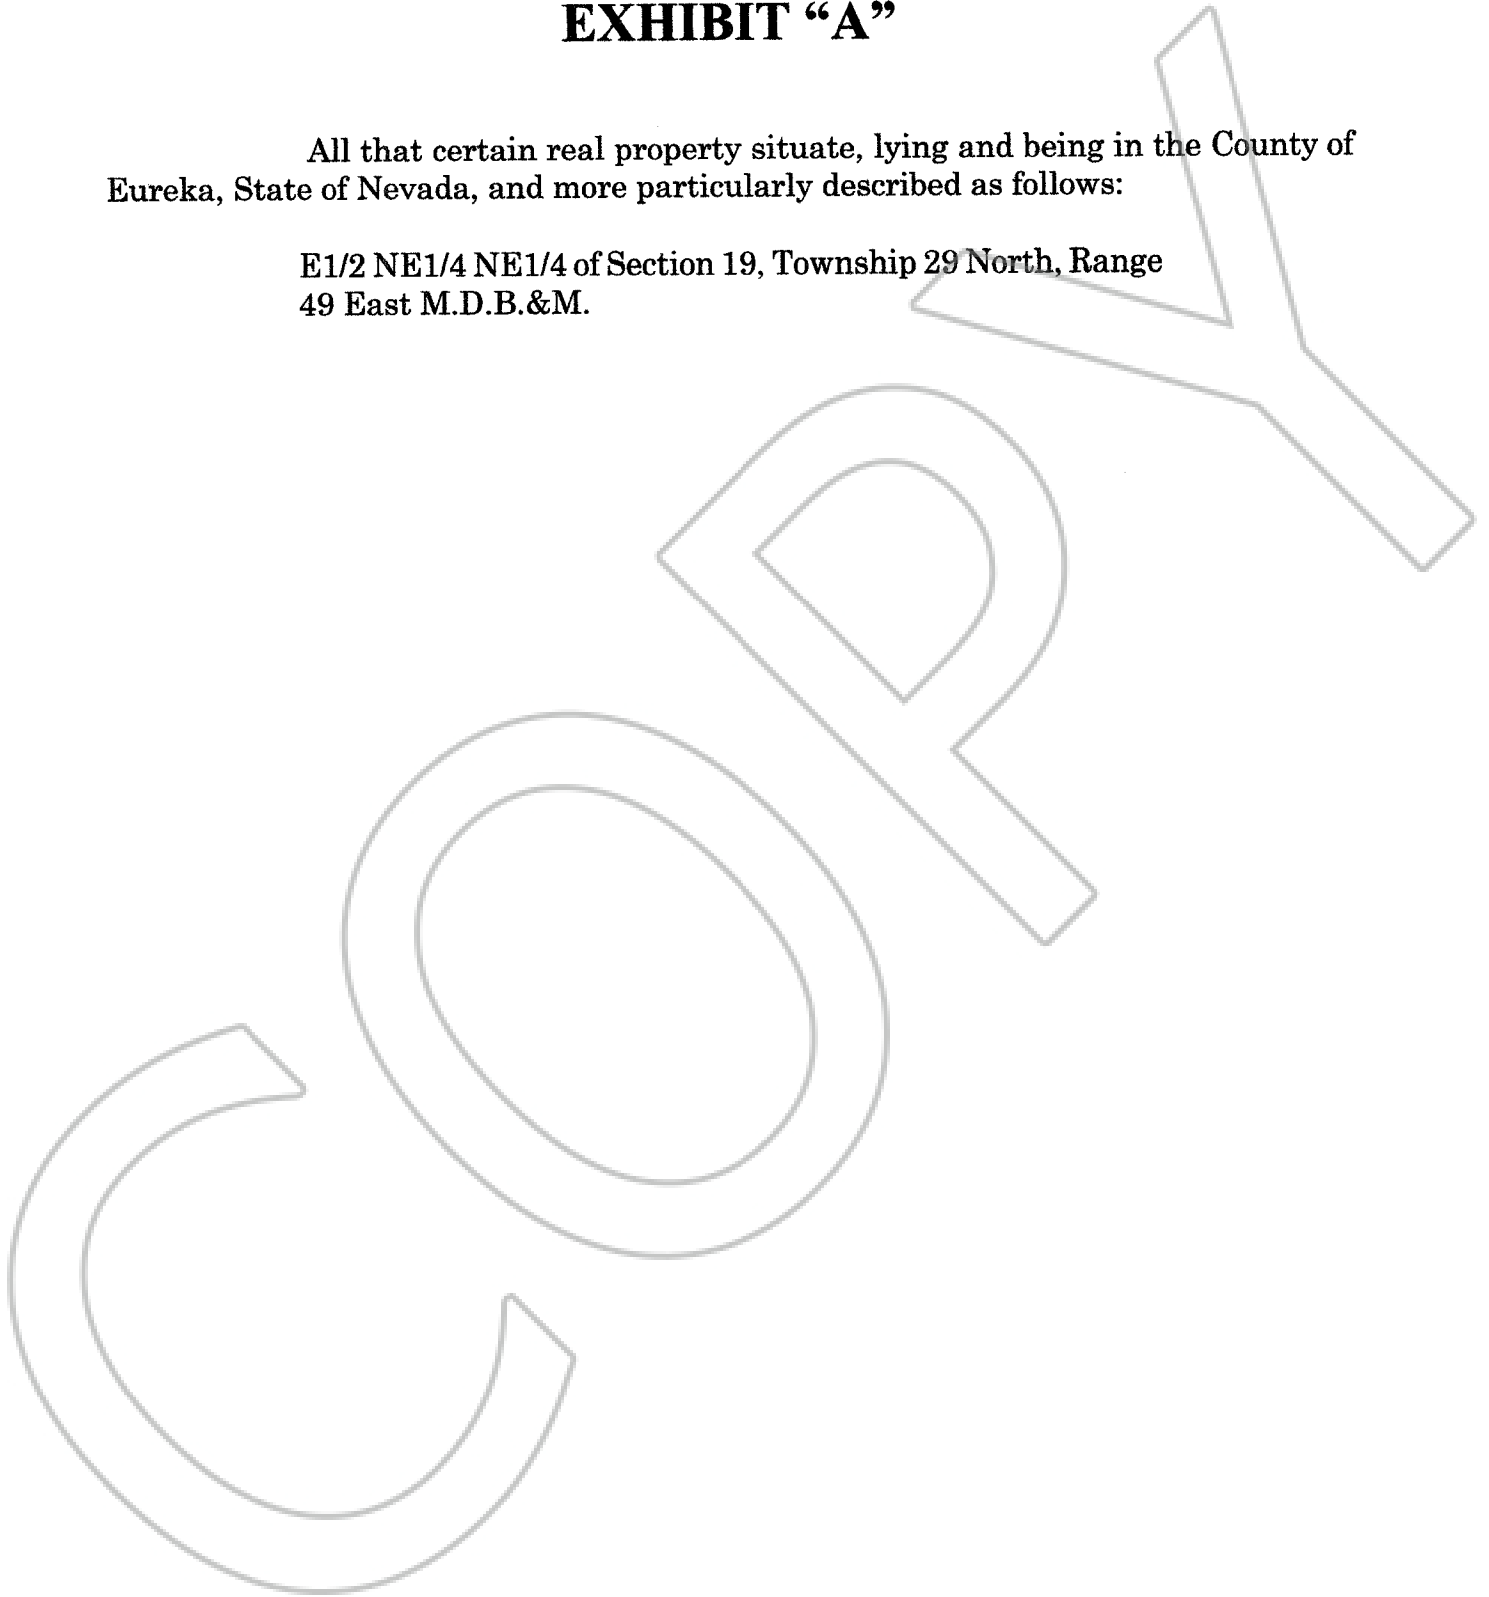 EXHIBIT “A”
All that certain real property situate, lying and being in the County of
Eureka, State of Nevada, and more particularly described as follows:
E1/2 NE1/4 NE1/4 of Section 19, Township 29 North, Range
49 East M.D.B.&M.
COPY